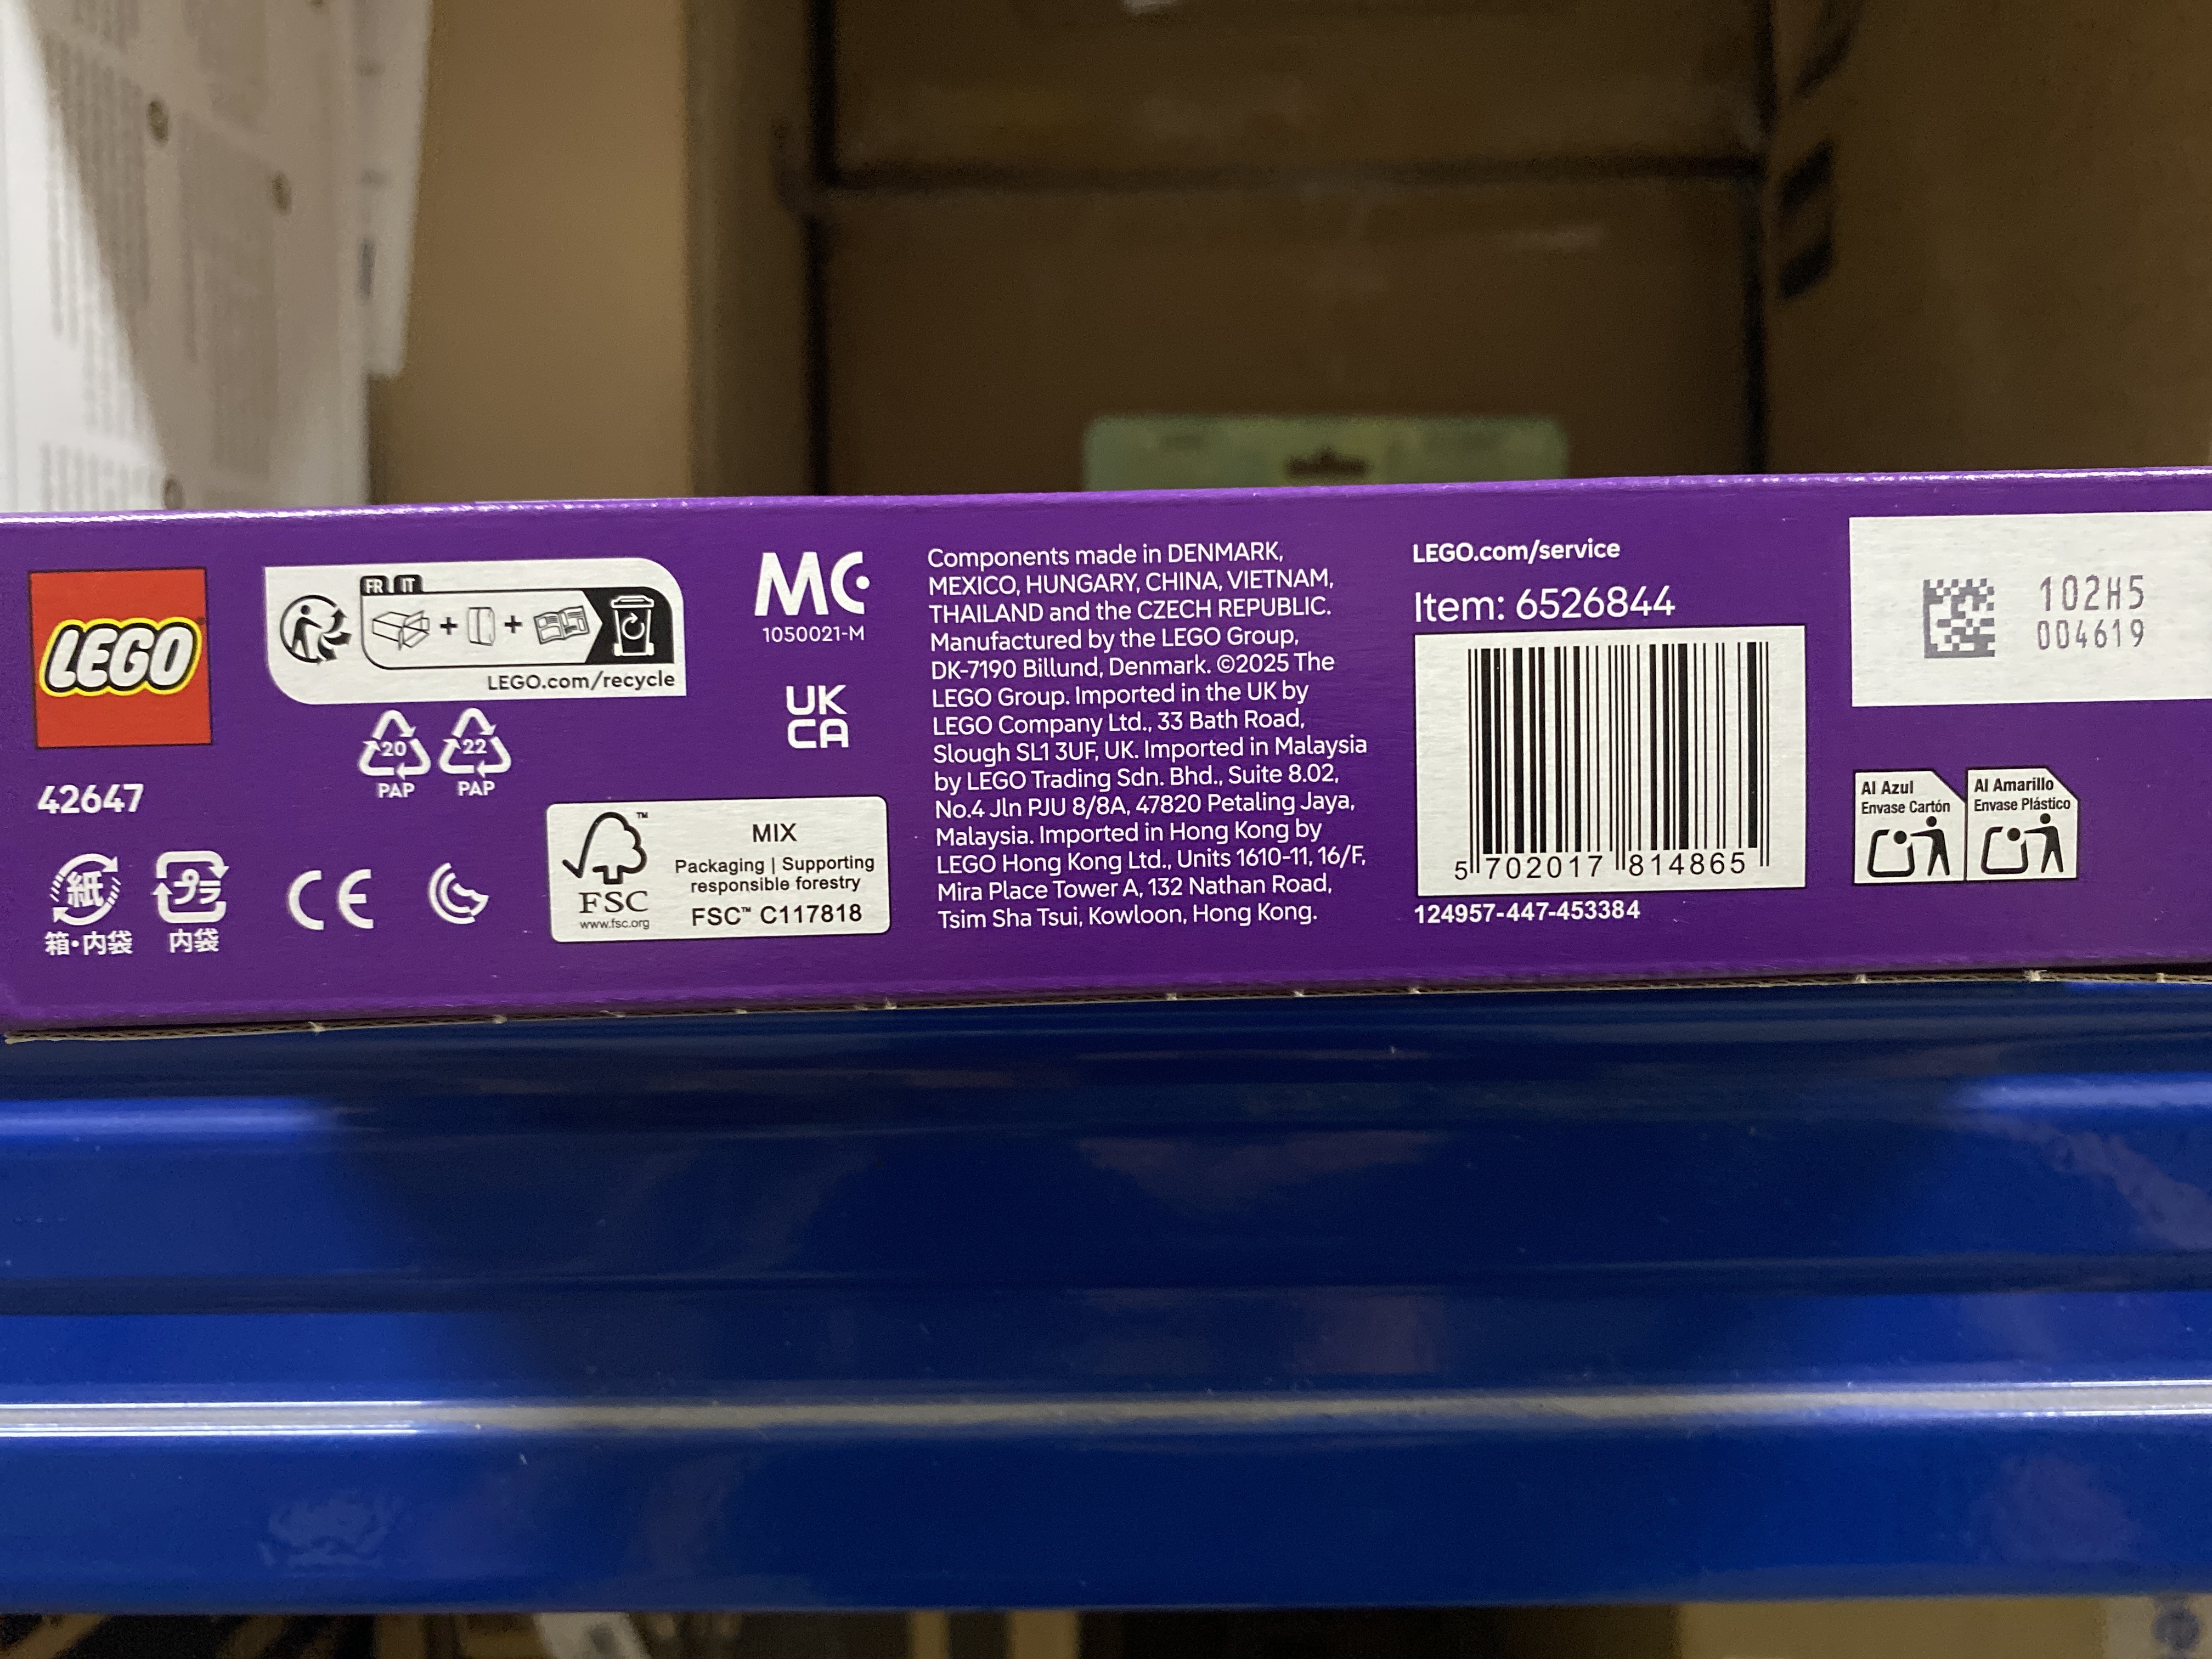 LEGO
42647
紙
箱・内袋
プラ
内袋
FR IT
LEGO.com/recycle
20
PAP
22
PAP
CE
MC
1050021-M
UK
CA
FSC
www.fsc.org
MIX
Packaging | Supporting
responsible forestry
FSC™ C117818
Components made in DENMARK,
MEXICO, HUNGARY, CHINA, VIETNAM,
THAILAND and the CZECH REPUBLIC.
Manufactured by the LEGO Group,
DK-7190 Billund, Denmark. ©2025 The
LEGO Group. Imported in the UK by
LEGO Company Ltd., 33 Bath Road,
Slough SL1 3UF, UK. Imported in Malaysia
by LEGO Trading Sdn. Bhd., Suite 8.02,
No.4 Jln PJU 8/8A, 47820 Petaling Jaya,
Malaysia. Imported in Hong Kong by
LEGO Hong Kong Ltd., Units 1610-11, 16/F,
Mira Place Tower A, 132 Nathan Road,
Tsim Sha Tsui, Kowloon, Hong Kong.
LEGO.com/service
Item: 6526844
5 702017 814865
124957-447-453384
102H5
004619
Al Azul
Envase Cartón
Al Amarillo
Envase Plástico